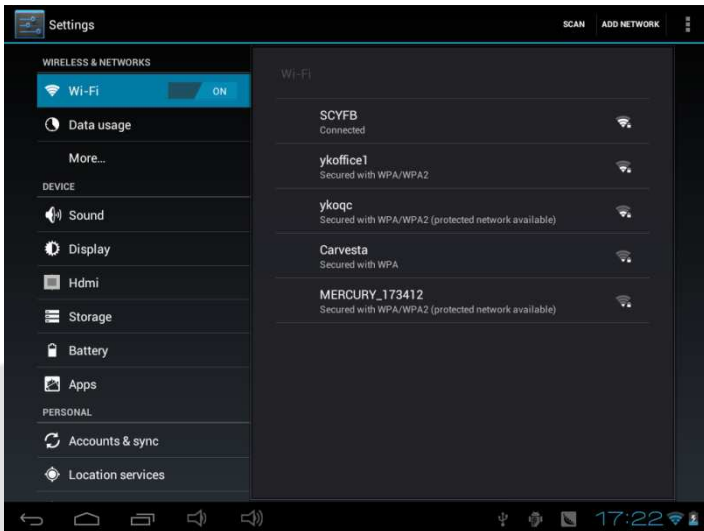 Settings
SCAN
ADD NETWORK
WIRELESS & NETWORKS
Wi-Fi
ON
Data usage
More...
DEVICE
Sound
Display
Hdmi
Storage
Battery
Apps
PERSONAL
Accounts & sync
Location services
Wi-Fi
SCYFB
Connected
ykoffice1
Secured with WPA/WPA2
ykoqc
Secured with WPA/WPA2 (protected network available)
Carvesta
Secured with WPA
MERCURY_173412
Secured with WPA/WPA2 (protected network available)
17:22